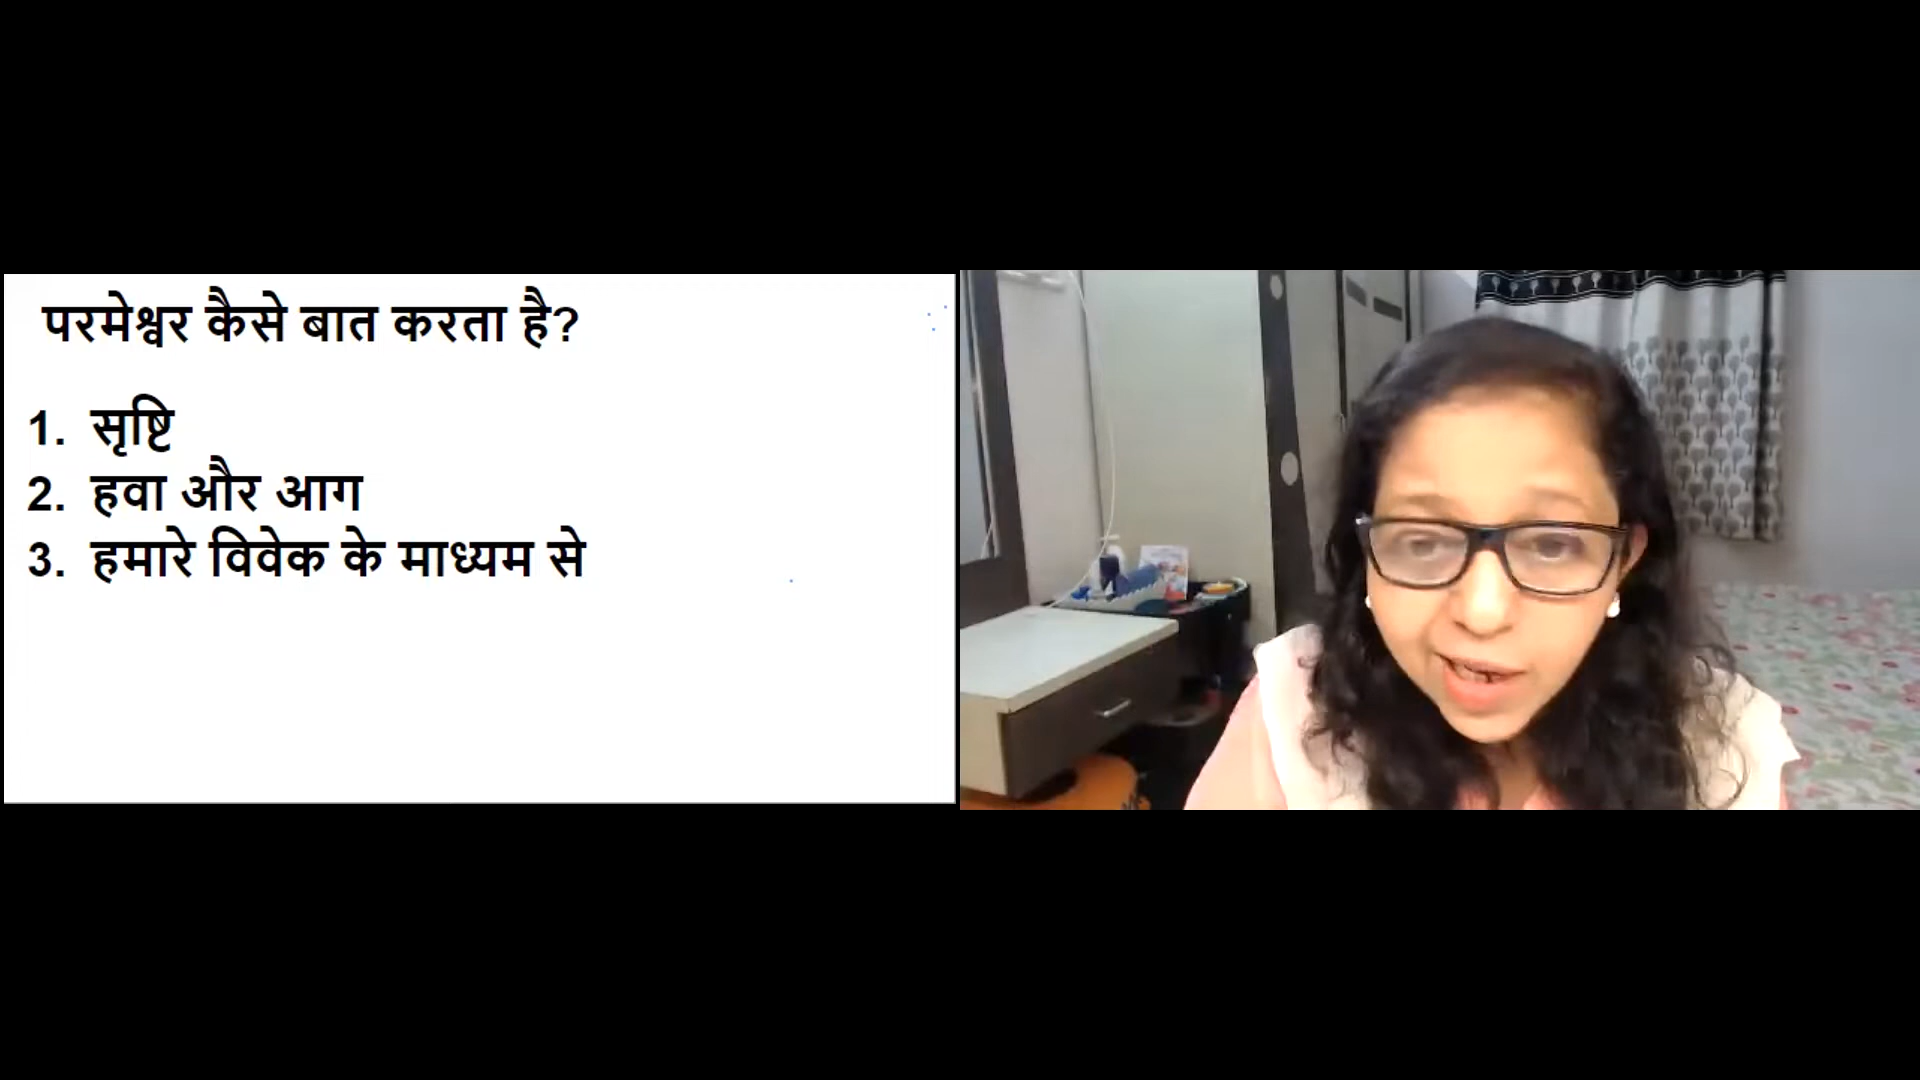 परमेश्वर कैसे बात करता है?
1. सृष्टि
2. हवा और आग
3. हमारे विवेक के माध्यम से